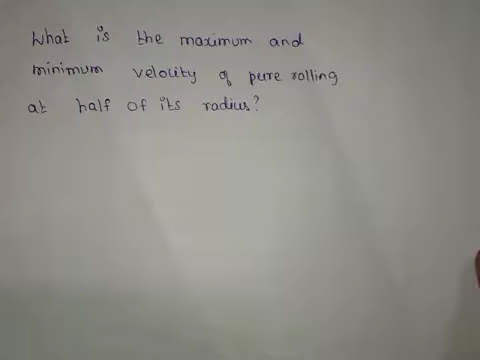 What is the maximum and
minimum velocity of pure rolling
at half of its radius?